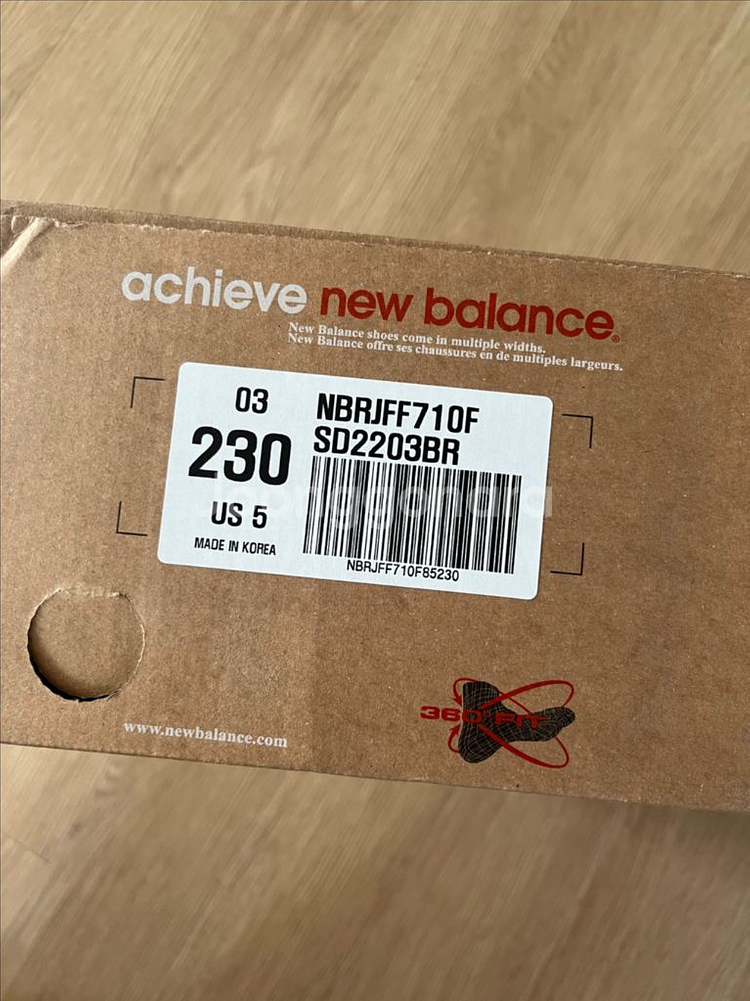 achieve new balance®
New Balance shoes come in multiple widths.
New Balance offre ses chaussures en de multiples largeurs.
03
230
US 5
MADE IN KOREA
NBRJFF710F
SD2203BR
NBRJFF710F85230
joonggonara
360° FIT
www.newbalance.com